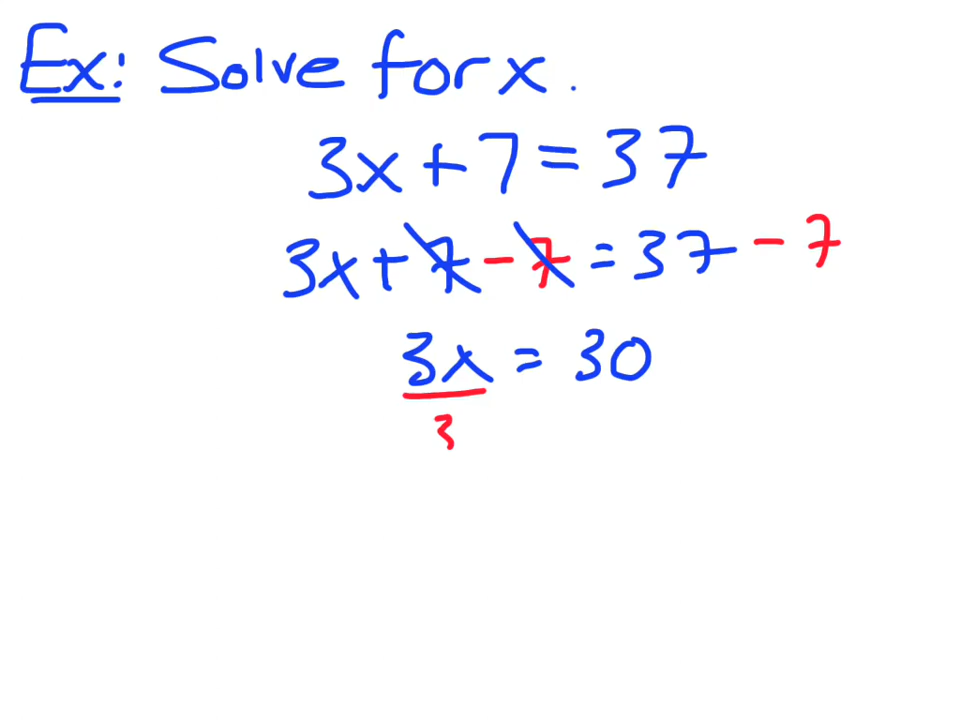 Ex: Solve for x.
3x + 7 = 37
3x + 7 - 7 = 37 - 7
3x = 30
3